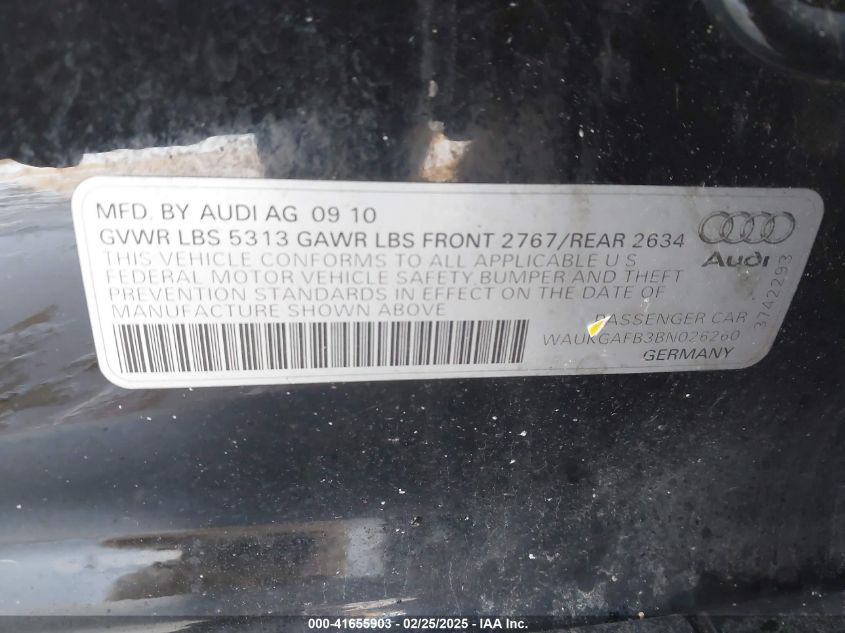 MFD. BY AUDI AG 09 10
GVWR LBS 5313 GAWR LBS FRONT 2767/REAR 2634
THIS VEHICLE CONFORMS TO ALL APPLICABLE U S
FEDERAL MOTOR VEHICLE SAFETY, BUMPER AND THEFT
PREVENTION STANDARDS IN EFFECT ON THE DATE OF
MANUFACTURE SHOWN ABOVE
Audi
3742293
PASSENGER CAR
WAUKGAFB3BN026260
GERMANY
000-41655903 - 02/25/2025 - IAAI.com